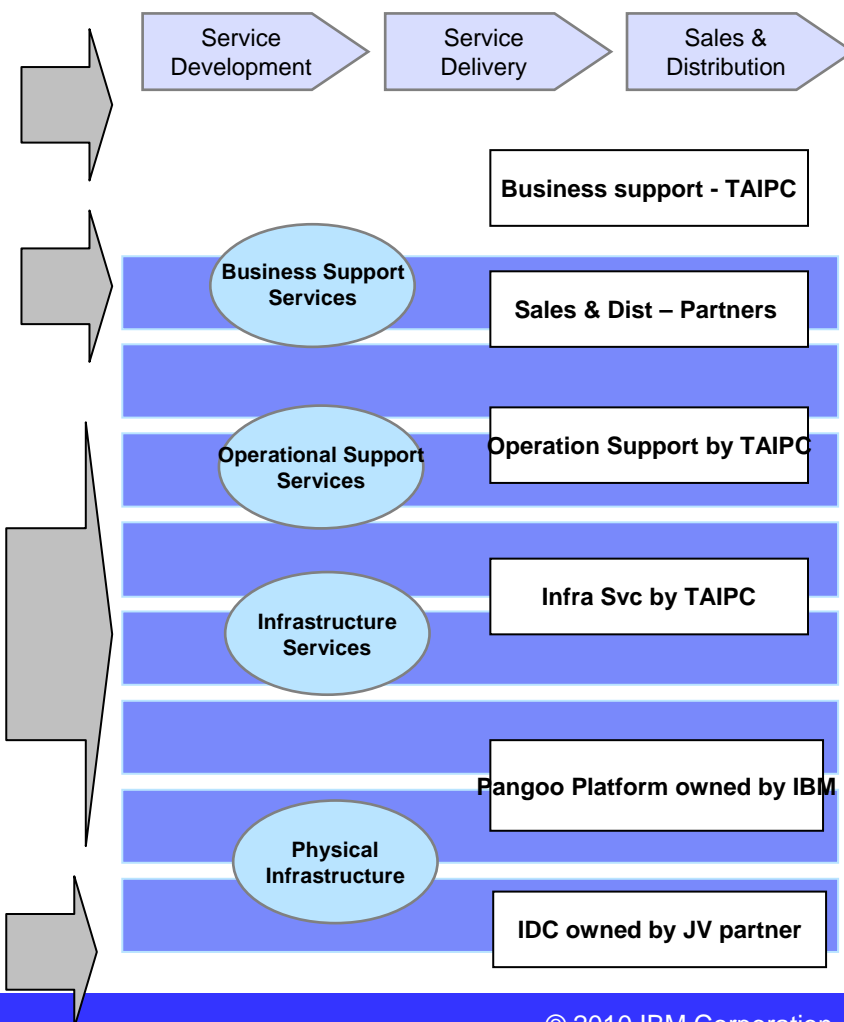 Service
Development
Service
Delivery
Sales &
Distribution
Business support - TAIPC
Business Support
Services
Sales & Dist – Partners
Operational Support
Services
Operation Support by TAIPC
Infrastructure
Services
Infra Svc by TAIPC
Pangoo Platform owned by IBM
Physical
Infrastructure
IDC owned by JV partner
© 2010 IBM Corporation